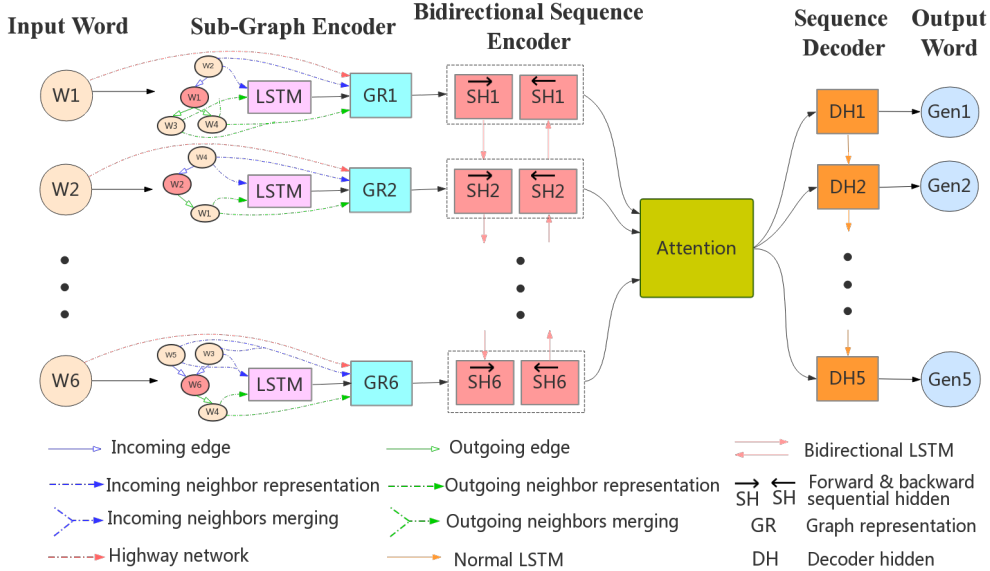 Input Word
Sub-Graph Encoder
Bidirectional Sequence
Encoder
Sequence
Decoder
Output
Word
W1
W2
W1
W3
W4
LSTM
GR1
SH1
SH1
DH1
Gen1
W2
W4
W2
W1
LSTM
GR2
SH2
SH2
DH2
Gen2
Attention
W6
W5
W3
W6
W4
LSTM
GR6
SH6
SH6
DH5
Gen5
Incoming edge
Outgoing edge
Bidirectional LSTM
Incoming neighbor representation
Outgoing neighbor representation
SH SH
Forward & backward
sequential hidden
Incoming neighbors merging
Outgoing neighbors merging
GR
Graph representation
Highway network
Normal LSTM
DH
Decoder hidden